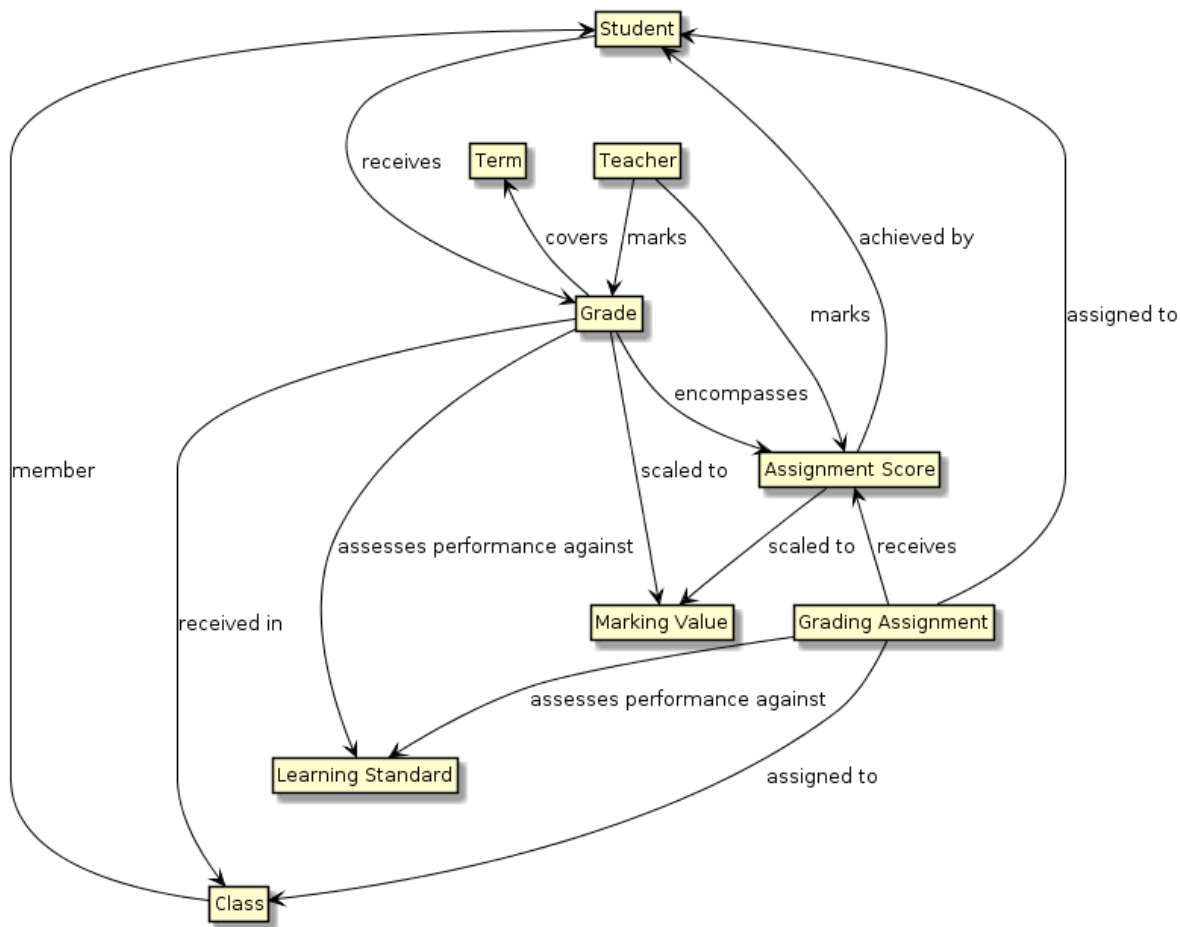 Student
Term
Teacher
receives
covers
marks
achieved by
Grade
marks
assigned to
encompasses
member
scaled to
Assignment Score
assesses performance against
scaled to
receives
received in
Marking Value
Grading Assignment
assesses performance against
Learning Standard
assigned to
Class